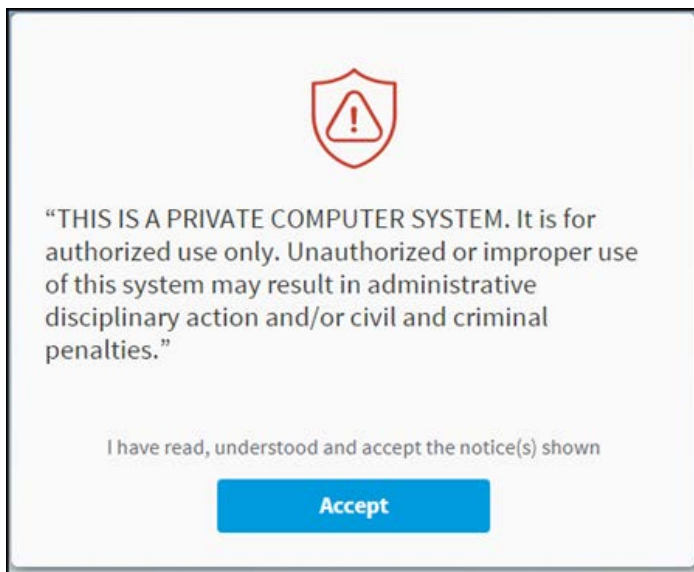 “THIS IS A PRIVATE COMPUTER SYSTEM. It is for
authorized use only. Unauthorized or improper use
of this system may result in administrative
disciplinary action and/or civil and criminal
penalties.”
I have read, understood and accept the notice(s) shown
Accept